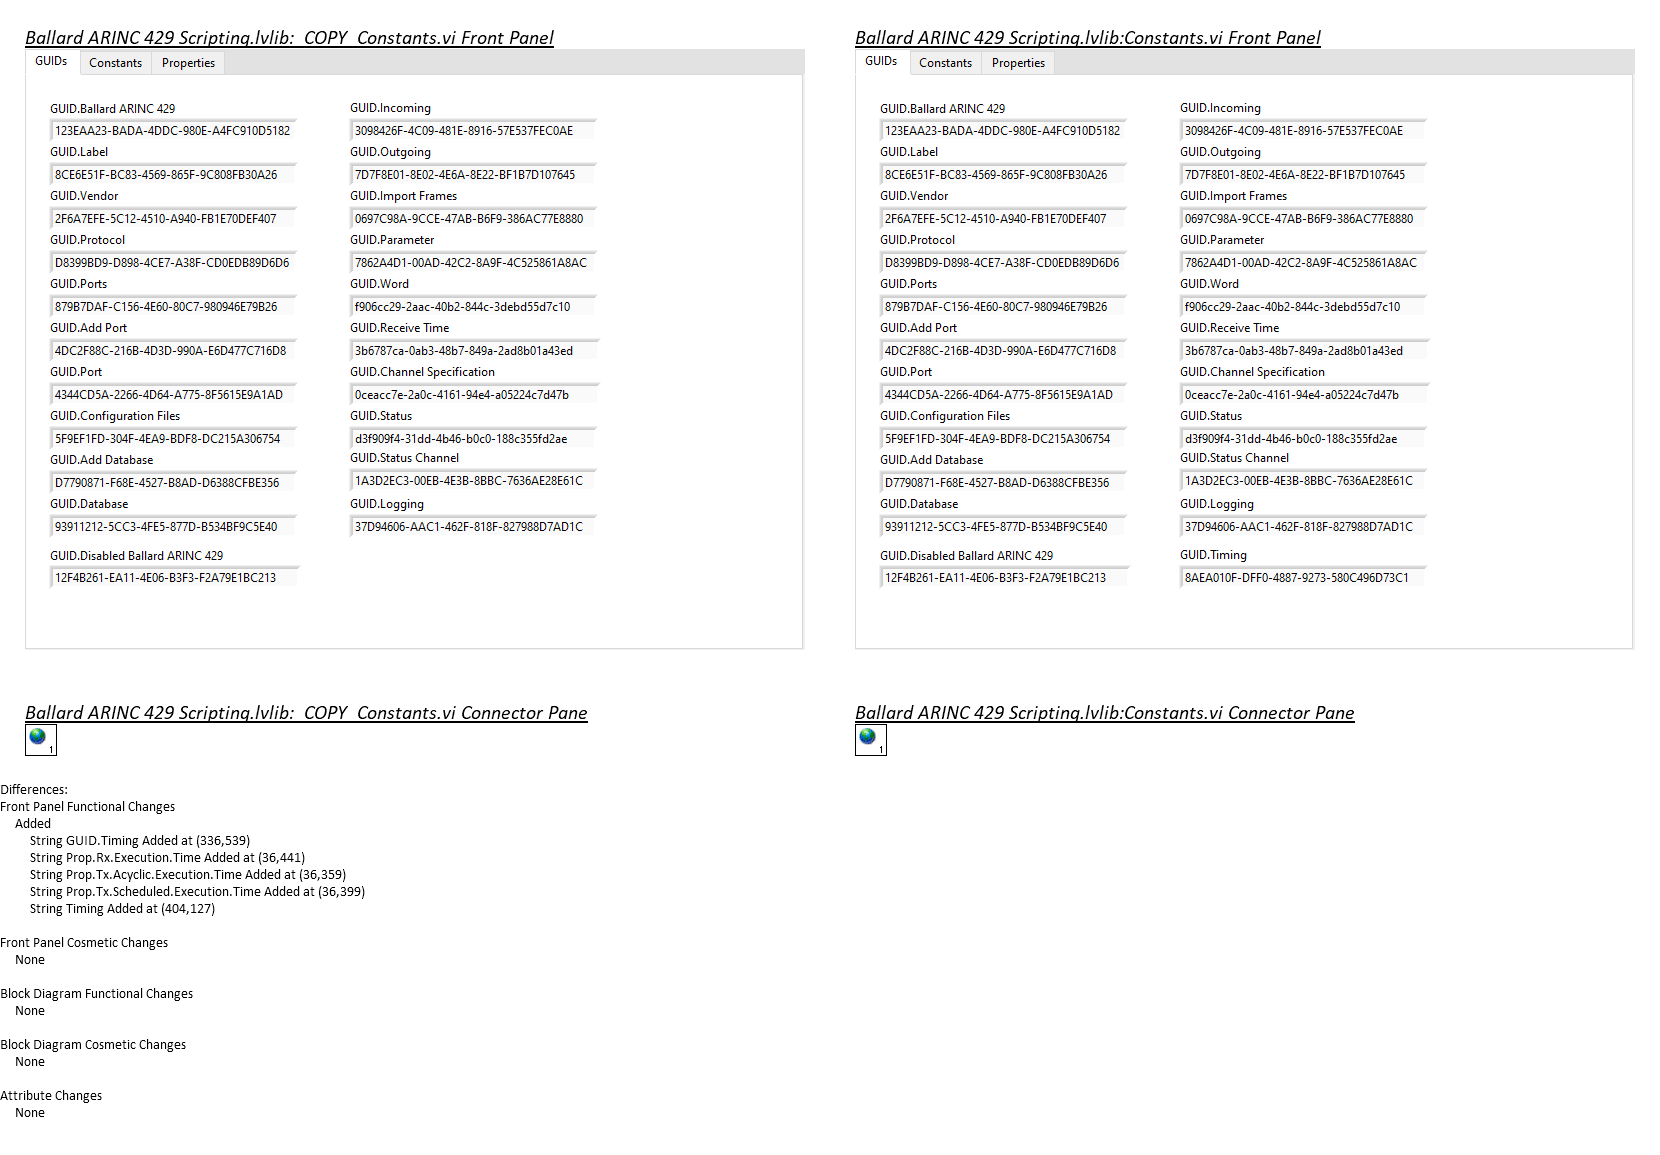 Ballard ARINC 429 Scripting.lvlib:_COPY_Constants.vi Front Panel
GUIDs Constants Properties
GUID.Ballard ARINC 429
123EAA23-BADA-4DDC-980E-A4FC910D5182
GUID.Label
8CE6E51F-BC83-4569-865F-9C808FB30A26
GUID.Vendor
2F6A7EFE-5C12-4510-A940-FB1E70DEF407
GUID.Protocol
D8399BD9-D898-4CE7-A38F-CD0EDB89D6D6
GUID.Ports
879B7DAF-C156-4E60-80C7-980946E79B26
GUID.Add Port
4DC2F88C-216B-4D3D-990A-E6D477C716D8
GUID.Port
4344CD5A-2266-4D64-A775-8F5615E9A1AD
GUID.Configuration Files
5F9EF1FD-304F-4EA9-BDF8-DC215A306754
GUID.Add Database
D7790871-F68E-4527-B8AD-D6388CFBE356
GUID.Database
93911212-5CC3-4FE5-877D-B534BF9C5E40
GUID.Disabled Ballard ARINC 429
12F4B261-EA11-4E06-B3F3-F2A79E1BC213
GUID.Incoming
3098426F-4C09-481E-8916-57E537FEC0AE
GUID.Outgoing
7D7F8E01-8E02-4E6A-8E22-BF1B7D107645
GUID.Import Frames
0697C98A-9CCE-47AB-B6F9-386AC77E8880
GUID.Parameter
7862A4D1-00AD-42C2-8A9F-4C525861A8AC
GUID.Word
f906cc29-2aac-40b2-844c-3debd55d7c10
GUID.Receive Time
3b6787ca-0ab3-48b7-849a-2ad8b01a43ed
GUID.Channel Specification
0ceacc7e-2a0c-4161-94e4-a05224c7d47b
GUID.Status
d3f909f4-31dd-4b46-b0c0-188c355fd2ae
GUID.Status Channel
1A3D2EC3-00EB-4E3B-8BBC-7636AE28E61C
GUID.Logging
37D94606-AAC1-462F-818F-827988D7AD1C
Ballard ARINC 429 Scripting.lvlib:Constants.vi Front Panel
GUIDs Constants Properties
GUID.Ballard ARINC 429
123EAA23-BADA-4DDC-980E-A4FC910D5182
GUID.Label
8CE6E51F-BC83-4569-865F-9C808FB30A26
GUID.Vendor
2F6A7EFE-5C12-4510-A940-FB1E70DEF407
GUID.Protocol
D8399BD9-D898-4CE7-A38F-CD0EDB89D6D6
GUID.Ports
879B7DAF-C156-4E60-80C7-980946E79B26
GUID.Add Port
4DC2F88C-216B-4D3D-990A-E6D477C716D8
GUID.Port
4344CD5A-2266-4D64-A775-8F5615E9A1AD
GUID.Configuration Files
5F9EF1FD-304F-4EA9-BDF8-DC215A306754
GUID.Add Database
D7790871-F68E-4527-B8AD-D6388CFBE356
GUID.Database
93911212-5CC3-4FE5-877D-B534BF9C5E40
GUID.Disabled Ballard ARINC 429
12F4B261-EA11-4E06-B3F3-F2A79E1BC213
GUID.Incoming
3098426F-4C09-481E-8916-57E537FEC0AE
GUID.Outgoing
7D7F8E01-8E02-4E6A-8E22-BF1B7D107645
GUID.Import Frames
0697C98A-9CCE-47AB-B6F9-386AC77E8880
GUID.Parameter
7862A4D1-00AD-42C2-8A9F-4C525861A8AC
GUID.Word
f906cc29-2aac-40b2-844c-3debd55d7c10
GUID.Receive Time
3b6787ca-0ab3-48b7-849a-2ad8b01a43ed
GUID.Channel Specification
0ceacc7e-2a0c-4161-94e4-a05224c7d47b
GUID.Status
d3f909f4-31dd-4b46-b0c0-188c355fd2ae
GUID.Status Channel
1A3D2EC3-00EB-4E3B-8BBC-7636AE28E61C
GUID.Logging
37D94606-AAC1-462F-818F-827988D7AD1C
GUID.Timing
8AEA010F-DFF0-4887-9273-580C496D73C1
Ballard ARINC 429 Scripting.lvlib:_COPY_Constants.vi Connector Pane
1
Ballard ARINC 429 Scripting.lvlib:Constants.vi Connector Pane
1
Differences:
Front Panel Functional Changes
Added
String GUID.Timing Added at (336,539)
String Prop.Rx.Execution.Time Added at (36,441)
String Prop.Tx.Acyclic.Execution.Time Added at (36,359)
String Prop.Tx.Scheduled.Execution.Time Added at (36,399)
String Timing Added at (404,127)
Front Panel Cosmetic Changes
None
Block Diagram Functional Changes
None
Block Diagram Cosmetic Changes
None
Attribute Changes
None